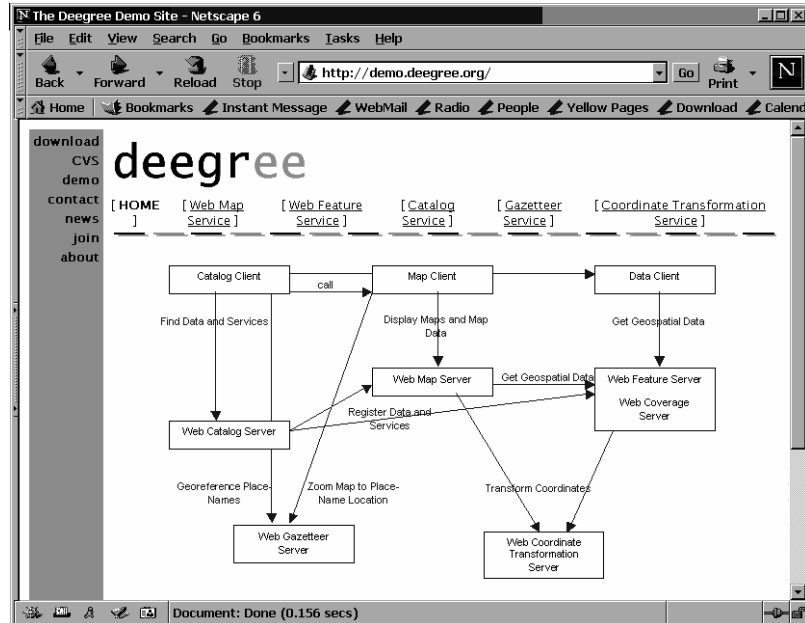 The Deegree Demo Site - Netscape 6
File Edit View Search Go Bookmarks Tasks Help
Back Forward Reload Stop http://demo.deegree.org/ Go Print N
Home Bookmarks Instant Message WebMail Radio People Yellow Pages Download Calend
download
CVS
demo
contact
news
join
about
deegree
[ HOME ] [ Web Map Service ] [ Web Feature Service ] [ Catalog Service ] [ Gazetteer Service ] [ Coordinate Transformation Service ]
Catalog Client
call
Map Client
Data Client
Find Data and Services
Display Maps and Map
Data
Get Geospatial Data
Web Map Server
Get Geospatial Data
Web Feature Server
Web Coverage
Server
Register Data and
Services
Web Catalog Server
Georeference Place-
Names
Zoom Map to Place-
Name Location
Transform Coordinates
Web Gazetteer
Server
Web Coordinate
Transformation
Server
Document: Done (0.156 secs)